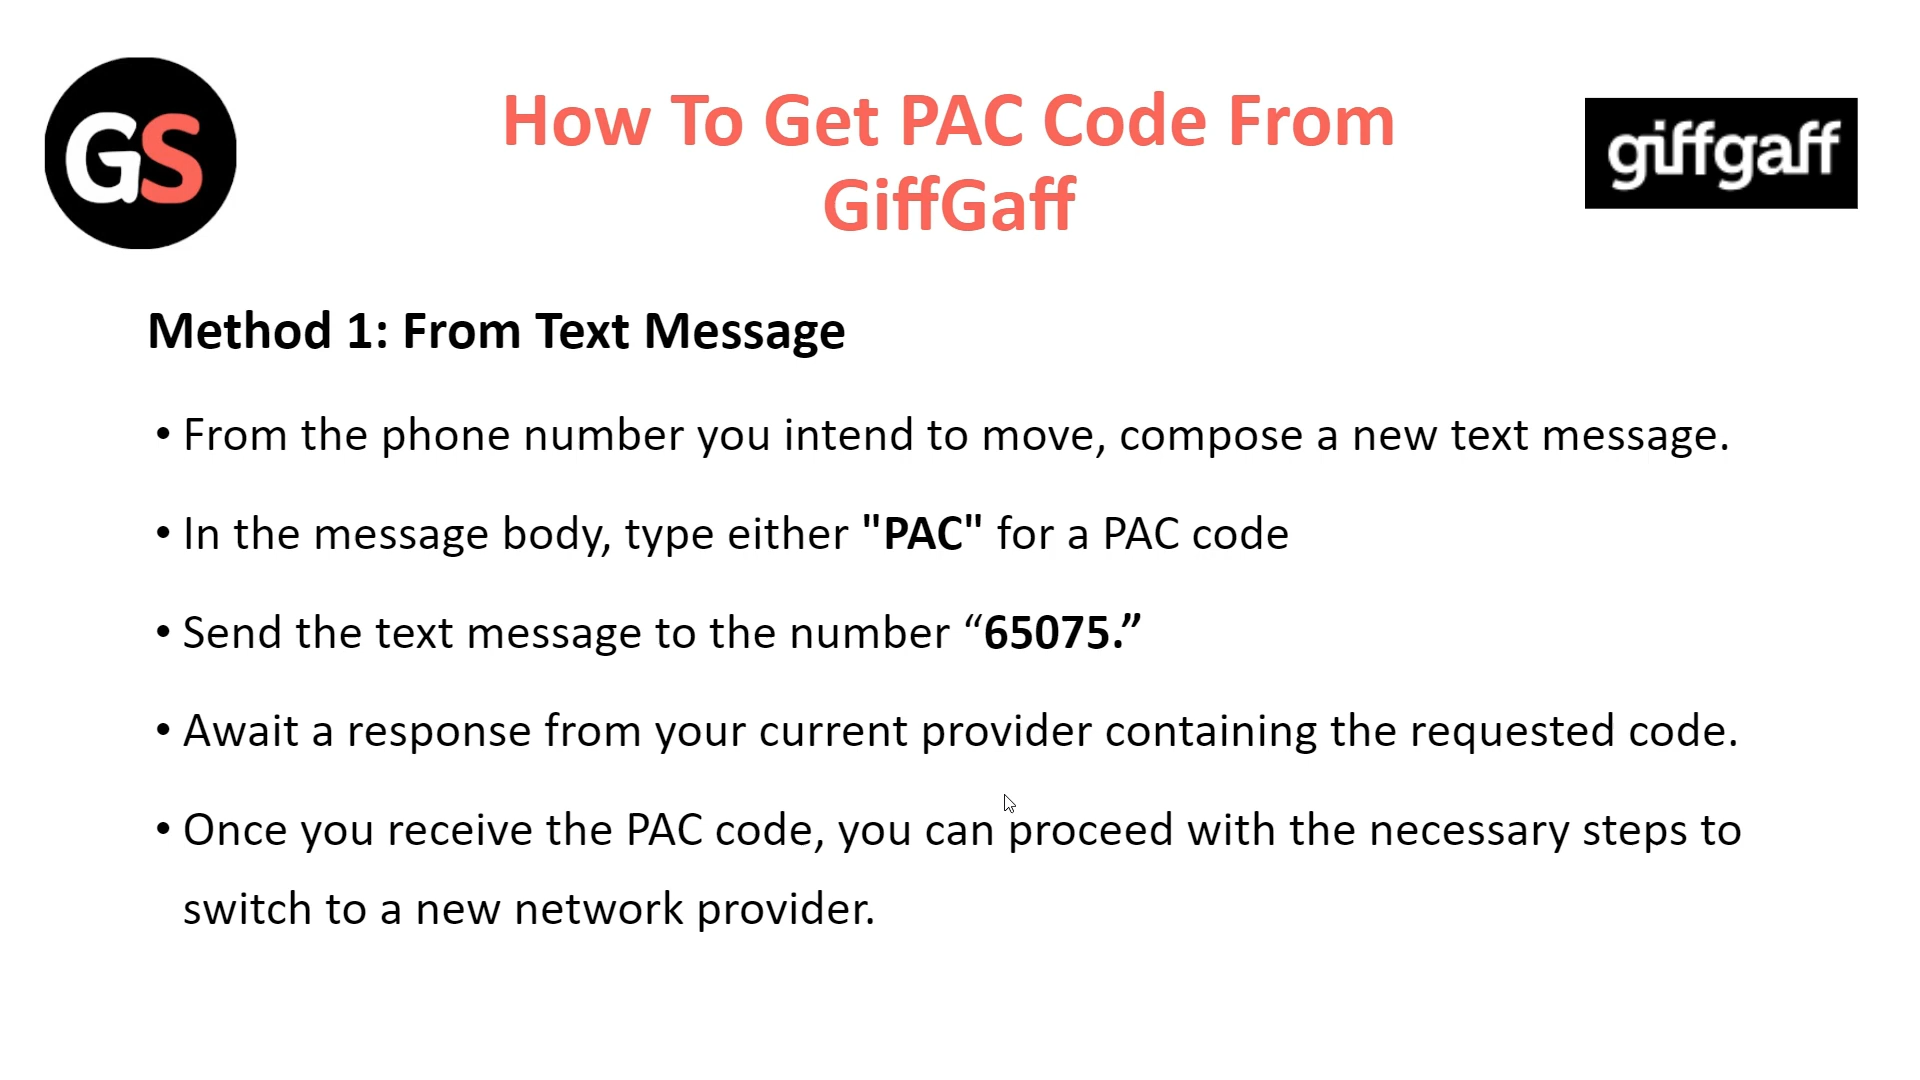 GS
How To Get PAC Code From
GiffGaff
giffgaff
Method 1: From Text Message
• From the phone number you intend to move, compose a new text message.
• In the message body, type either "PAC" for a PAC code
• Send the text message to the number “65075.”
• Await a response from your current provider containing the requested code.
• Once you receive the PAC code, you can proceed with the necessary steps to
switch to a new network provider.